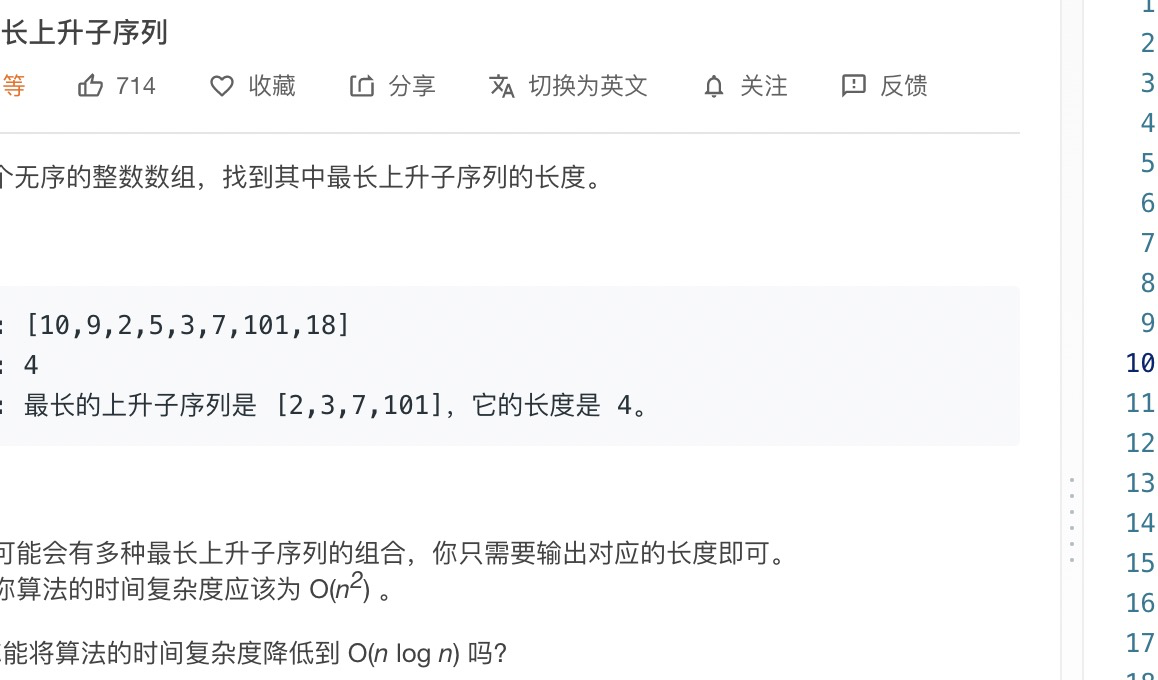 长上升子序列
等 714 收藏 分享 切换为英文 关注 反馈
个无序的整数数组，找到其中最长上升子序列的长度。
: [10,9,2,5,3,7,101,18]
: 4
: 最长的上升子序列是 [2,3,7,101]，它的长度是 4。
可能会有多种最长上升子序列的组合，你只需要输出对应的长度即可。
你算法的时间复杂度应该为 O(n²) 。
能将算法的时间复杂度降低到 O(n log n) 吗?
1
2
3
4
5
6
7
8
9
10
11
12
13
14
15
16
17
18